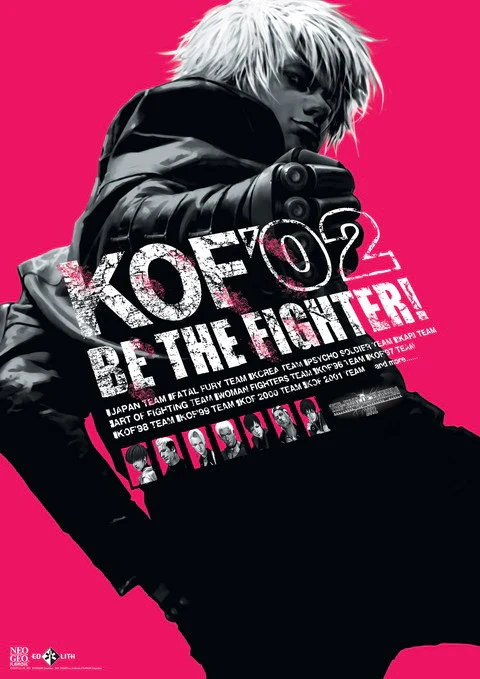 KOF'02
BE THE FIGHTER!
JAPAN TEAM FATAL FURY TEAM KOREA TEAM PSYCHO SOLDIER TEAM IKARI TEAM
ART OF FIGHTING TEAM WOMAN FIGHTERS TEAM KOF'96 TEAM KOF'97 TEAM
KOF'98 TEAM KOF'99 TEAM KOF 2000 TEAM KOF 2001 TEAM and more......
NEO
GEO
EOLITH